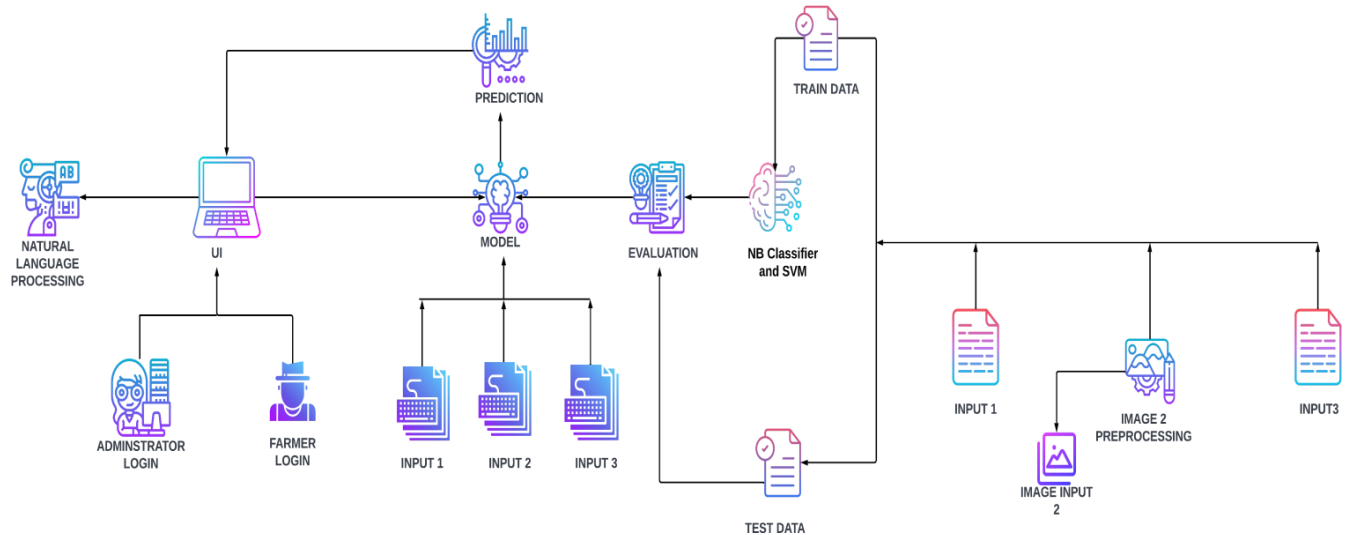 PREDICTION
TRAIN DATA
NATURAL
LANGUAGE
PROCESSING
UI
MODEL
EVALUATION
NB Classifier
and SVM
ADMINSTRATOR
LOGIN
FARMER
LOGIN
INPUT 1
INPUT 2
INPUT 3
TEST DATA
INPUT 1
IMAGE 2
PREPROCESSING
IMAGE INPUT
2
INPUT3
AB